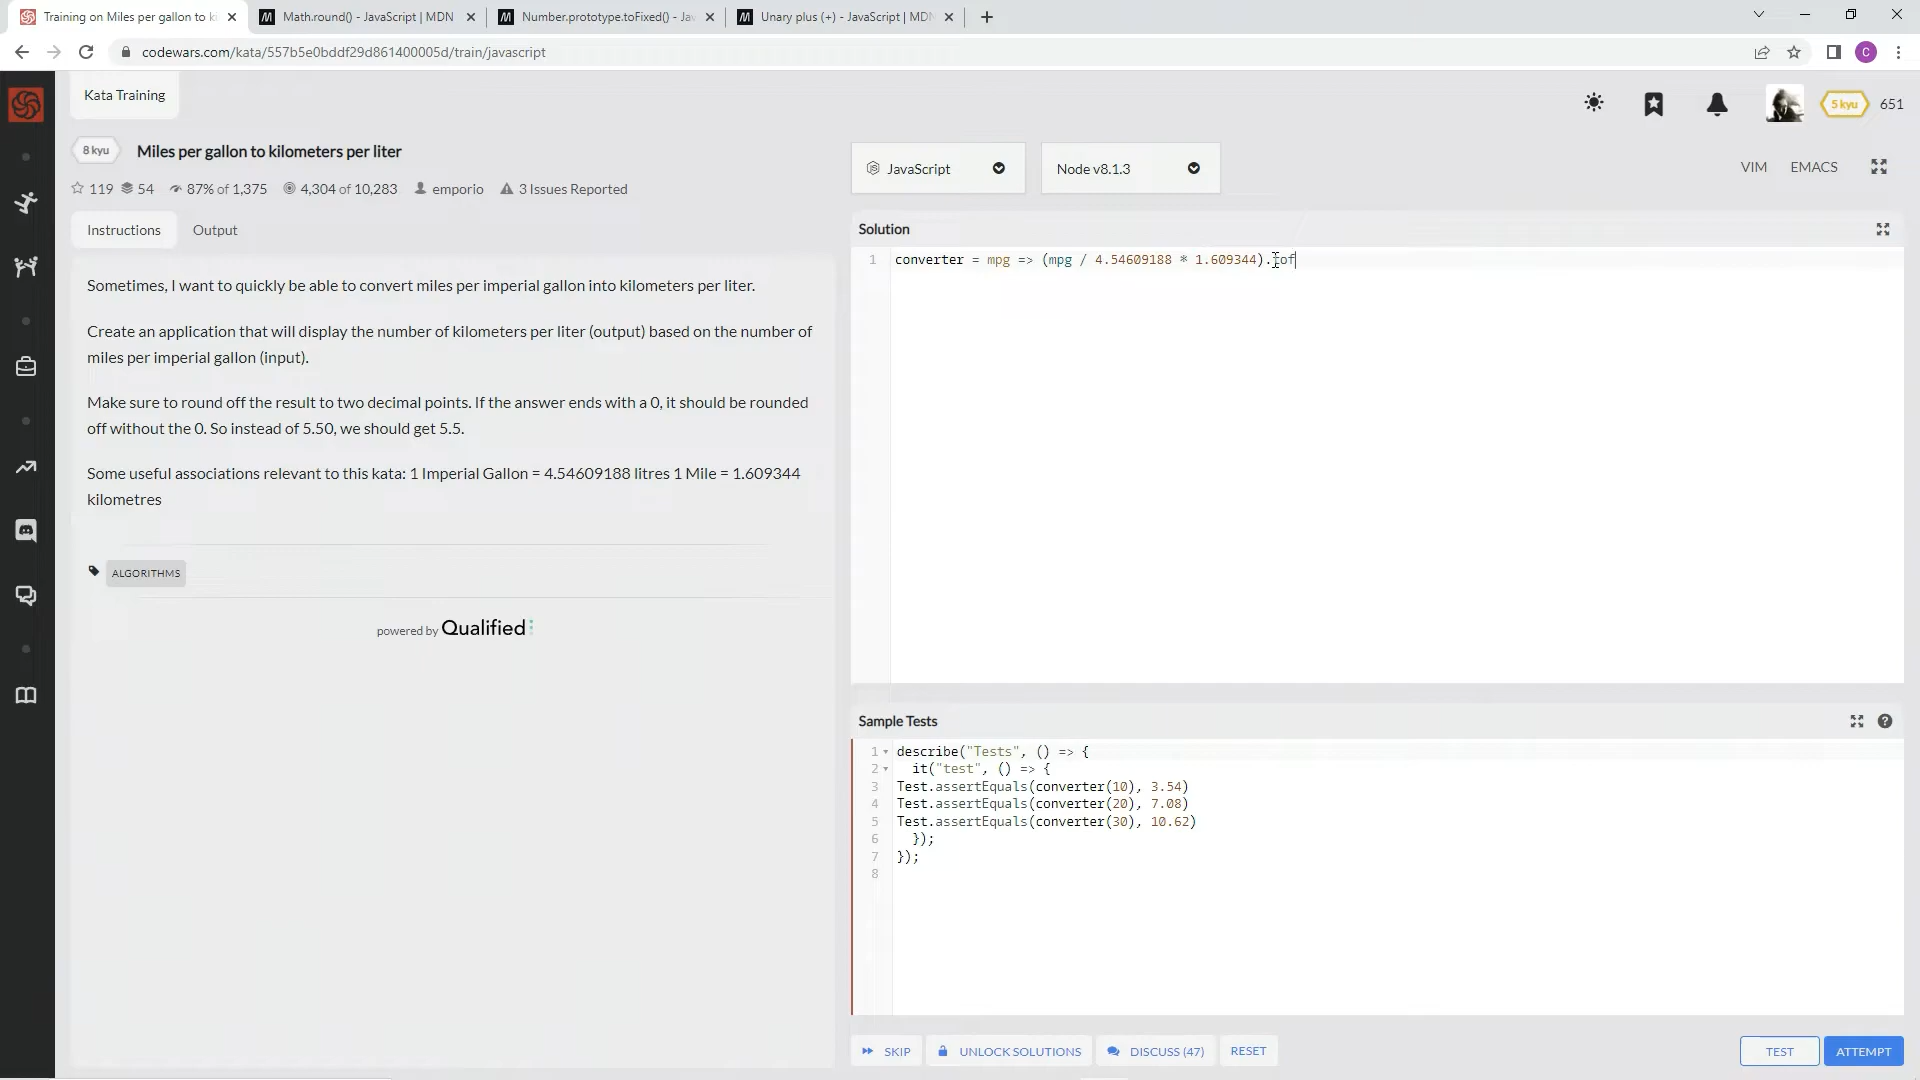 Training on Miles per gallon to ki
Math.round() - JavaScript | MDN
Number.prototype.toFixed() - Jav
Unary plus (+) - JavaScript | MDN
codewars.com/kata/557b5e0bddf29d861400005d/train/javascript
C
Kata Training
5 kyu
651
8 kyu
Miles per gallon to kilometers per liter
119 54 87% of 1,375 4,304 of 10,283 emporio 3 Issues Reported
JavaScript
Node v8.1.3
VIM
EMACS
Instructions
Output
Solution
1 converter = mpg => (mpg / 4.54609188 * 1.609344).tof
Sometimes, I want to quickly be able to convert miles per imperial gallon into kilometers per liter.
Create an application that will display the number of kilometers per liter (output) based on the number of
miles per imperial gallon (input).
Make sure to round off the result to two decimal points. If the answer ends with a 0, it should be rounded
off without the 0. So instead of 5.50, we should get 5.5.
Some useful associations relevant to this kata: 1 Imperial Gallon = 4.54609188 litres 1 Mile = 1.609344
kilometres
ALGORITHMS
powered by Qualified
Sample Tests
1 describe("Tests", () => {
2 it("test", () => {
3 Test.assertEquals(converter(10), 3.54)
4 Test.assertEquals(converter(20), 7.08)
5 Test.assertEquals(converter(30), 10.62)
6 });
7 });
8
SKIP
UNLOCK SOLUTIONS
DISCUSS (47)
RESET
TEST
ATTEMPT